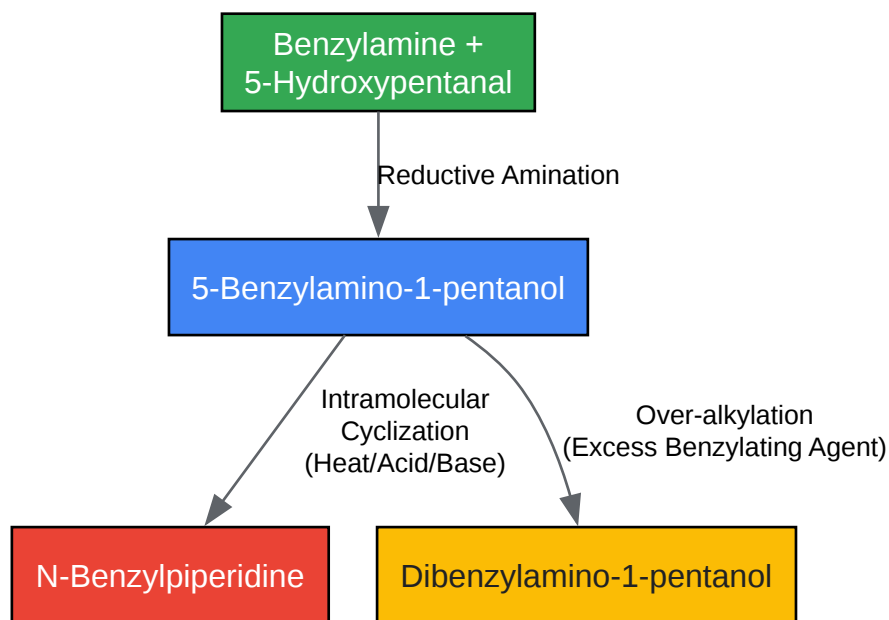 Benzylamine +
5-Hydroxypentanal
Reductive Amination
5-Benzylamino-1-pentanol
Intramolecular
Cyclization
(Heat/Acid/Base)
Over-alkylation
(Excess Benzylating Agent)
N-Benzylpiperidine
Dibenzylamino-1-pentanol